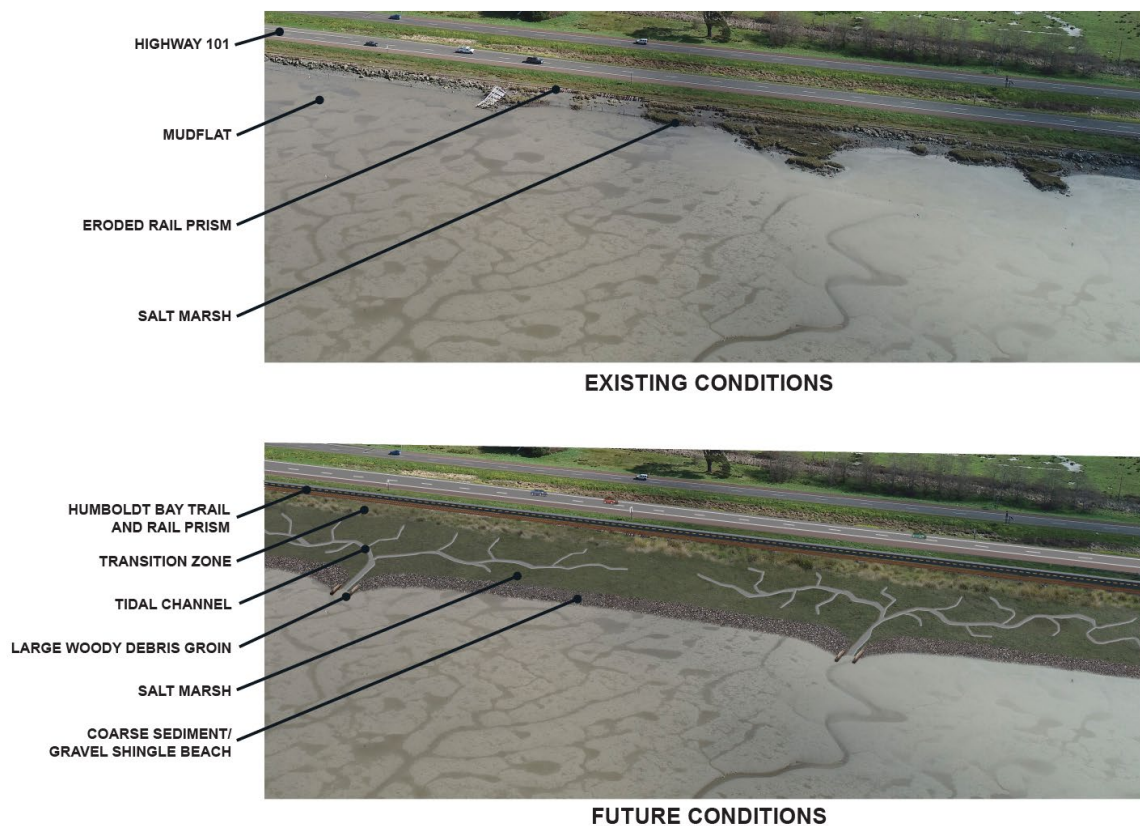 HIGHWAY 101
MUDFLAT
ERODED RAIL PRISM
SALT MARSH
EXISTING CONDITIONS
HUMBOLDT BAY TRAIL
AND RAIL PRISM
TRANSITION ZONE
TIDAL CHANNEL
LARGE WOODY DEBRIS GROIN
SALT MARSH
COARSE SEDIMENT/
GRAVEL SHINGLE BEACH
FUTURE CONDITIONS